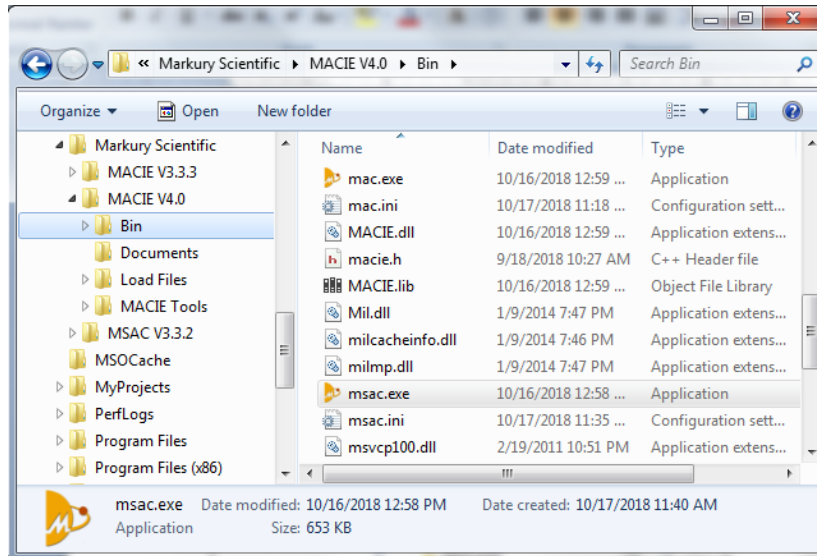 « Markury Scientific ▸ MACIE V4.0 ▸ Bin ▸ Search Bin
Organize Open New folder
Markury Scientific
MACIE V3.3.3
MACIE V4.0
Bin
Documents
Load Files
MACIE Tools
MSAC V3.3.2
MSOCache
MyProjects
PerfLogs
Program Files
Program Files (x86)
Name Date modified Type
mac.exe 10/16/2018 12:59 ... Application
mac.ini 10/17/2018 11:18 ... Configuration sett...
MACIE.dll 10/16/2018 12:59 ... Application extens...
macie.h 9/18/2018 10:27 AM C++ Header file
MACIE.lib 10/16/2018 12:59 ... Object File Library
Mil.dll 1/9/2014 7:47 PM Application extens...
milcacheinfo.dll 1/9/2014 7:46 PM Application extens...
milmp.dll 1/9/2014 7:47 PM Application extens...
msac.exe 10/16/2018 12:58 ... Application
msac.ini 10/17/2018 11:35 ... Configuration sett...
msvcp100.dll 2/19/2011 10:51 PM Application extens...
msac.exe Date modified: 10/16/2018 12:58 PM Date created: 10/17/2018 11:40 AM
Application Size: 653 KB